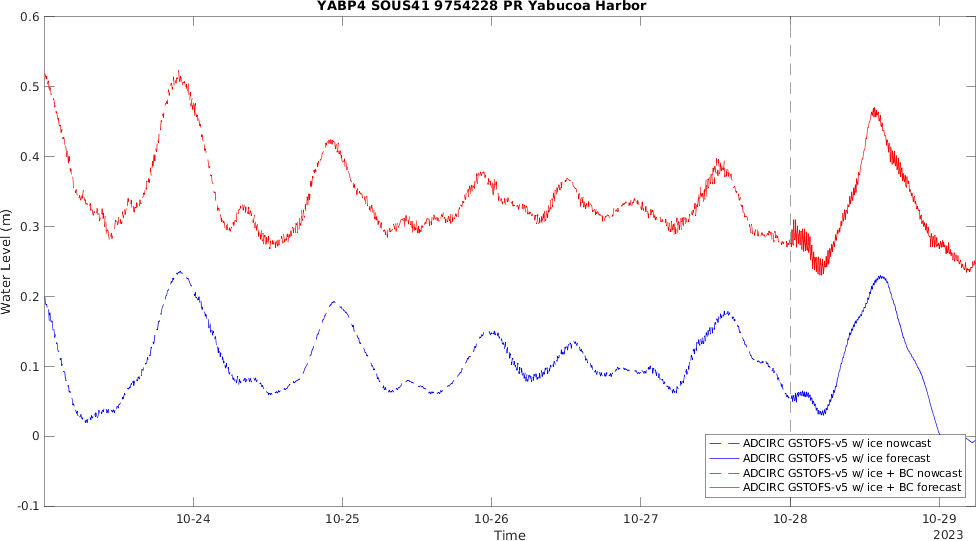 YABP4 SOUS41 9754228 PR Yabucoa Harbor
0.6
0.5
0.4
0.3
0.2
0.1
0
-0.1
Water Level (m)
10-24
10-25
10-26
10-27
10-28
10-29
Time
2023
ADCIRC GSTOFS-v5 w/ ice nowcast
ADCIRC GSTOFS-v5 w/ ice forecast
ADCIRC GSTOFS-v5 w/ ice + BC nowcast
ADCIRC GSTOFS-v5 w/ ice + BC forecast